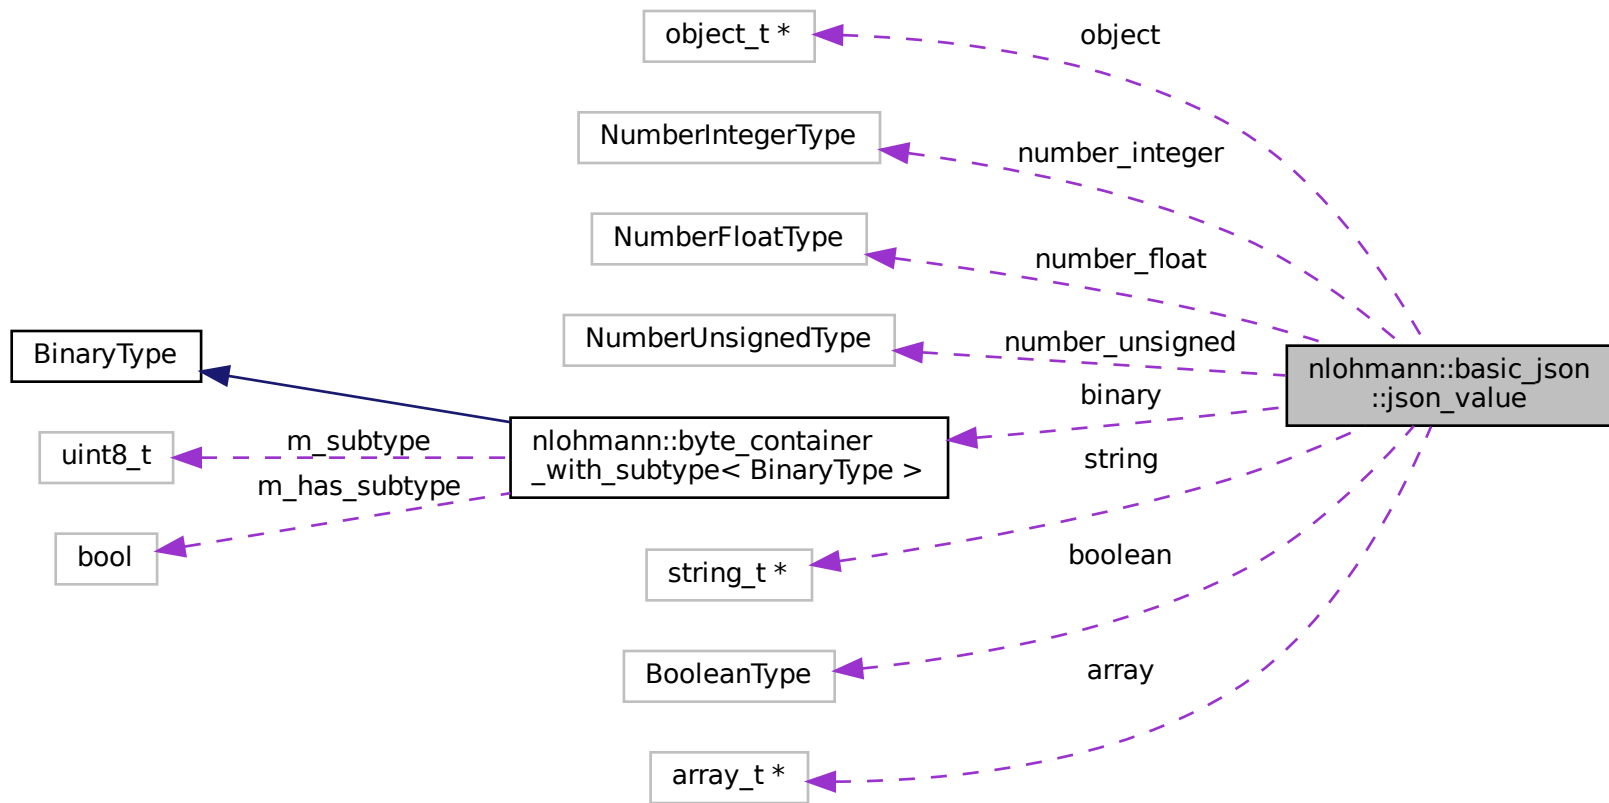 object_t *
object
NumberIntegerType
number_integer
NumberFloatType
number_float
NumberUnsignedType
number_unsigned
BinaryType
nlohmann::basic_json
::json_value
binary
uint8_t
m_subtype
nlohmann::byte_container
_with_subtype< BinaryType >
string
m_has_subtype
bool
string_t *
boolean
BooleanType
array
array_t *